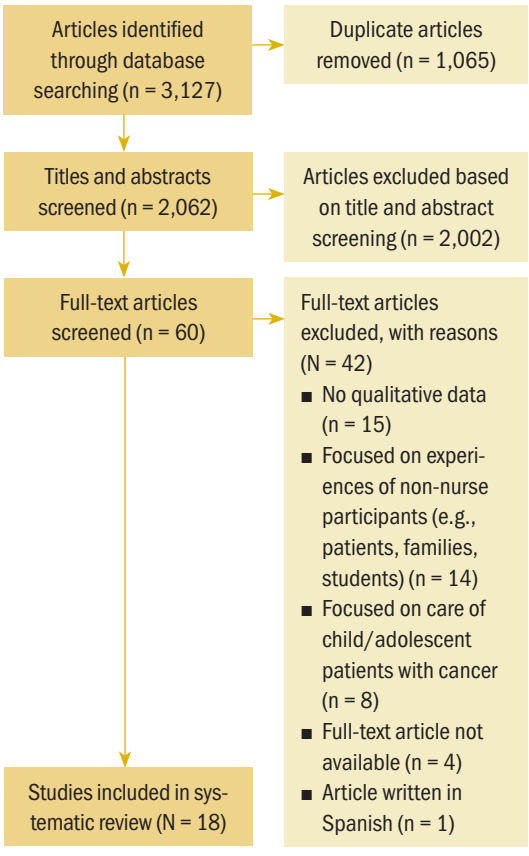 Articles identified
through database
searching (n = 3,127)
Duplicate articles
removed (n = 1,065)
Titles and abstracts
screened (n = 2,062)
Articles excluded based
on title and abstract
screening (n = 2,002)
Full-text articles
screened (n = 60)
Full-text articles
excluded, with reasons
(N = 42)
■ No qualitative data
(n = 15)
■ Focused on experi-
ences of non-nurse
participants (e.g.,
patients, families,
students) (n = 14)
■ Focused on care of
child/adolescent
patients with cancer
(n = 8)
■ Full-text article not
available (n = 4)
■ Article written in
Spanish (n = 1)
Studies included in sys-
tematic review (N = 18)